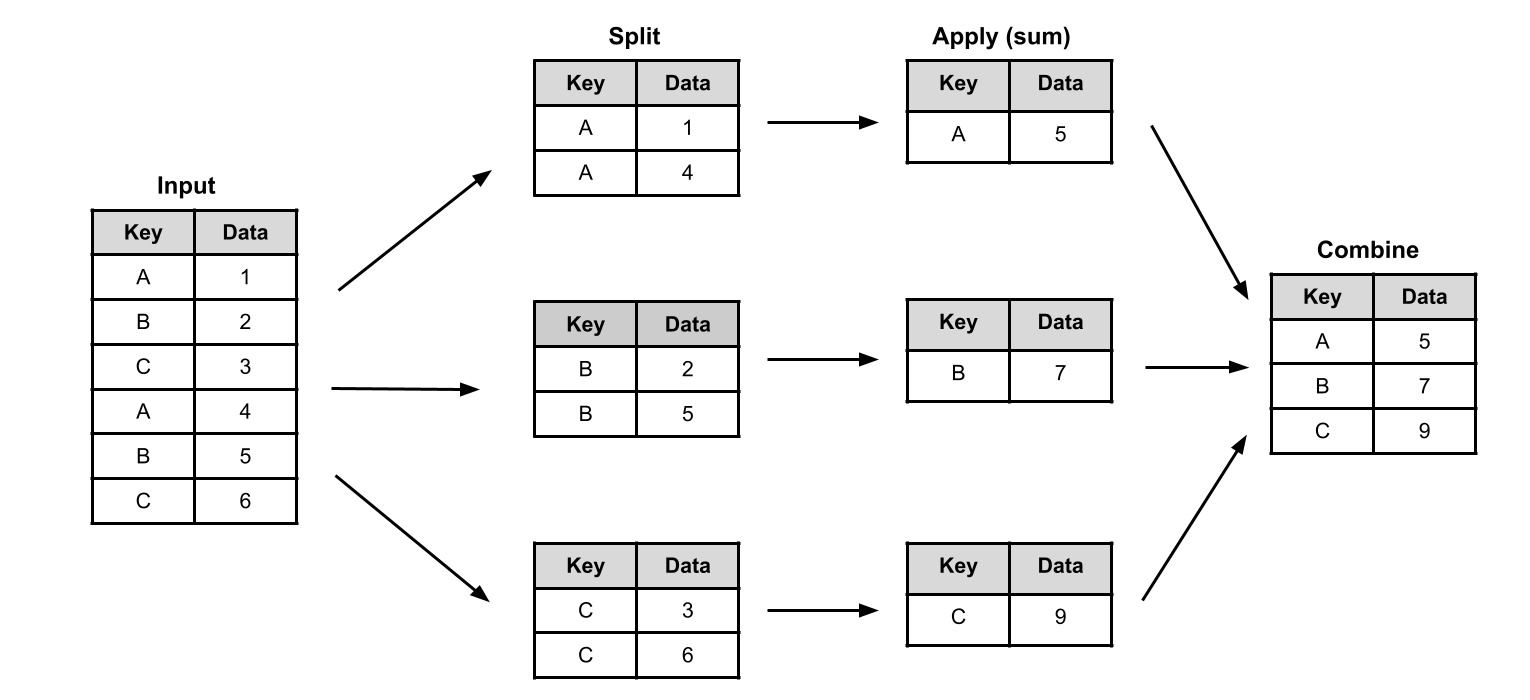 Input
Key Data
A 1
B 2
C 3
A 4
B 5
C 6
Split
Key Data
A 1
A 4
Key Data
B 2
B 5
Key Data
C 3
C 6
Apply (sum)
Key Data
A 5
Key Data
B 7
Key Data
C 9
Combine
Key Data
A 5
B 7
C 9